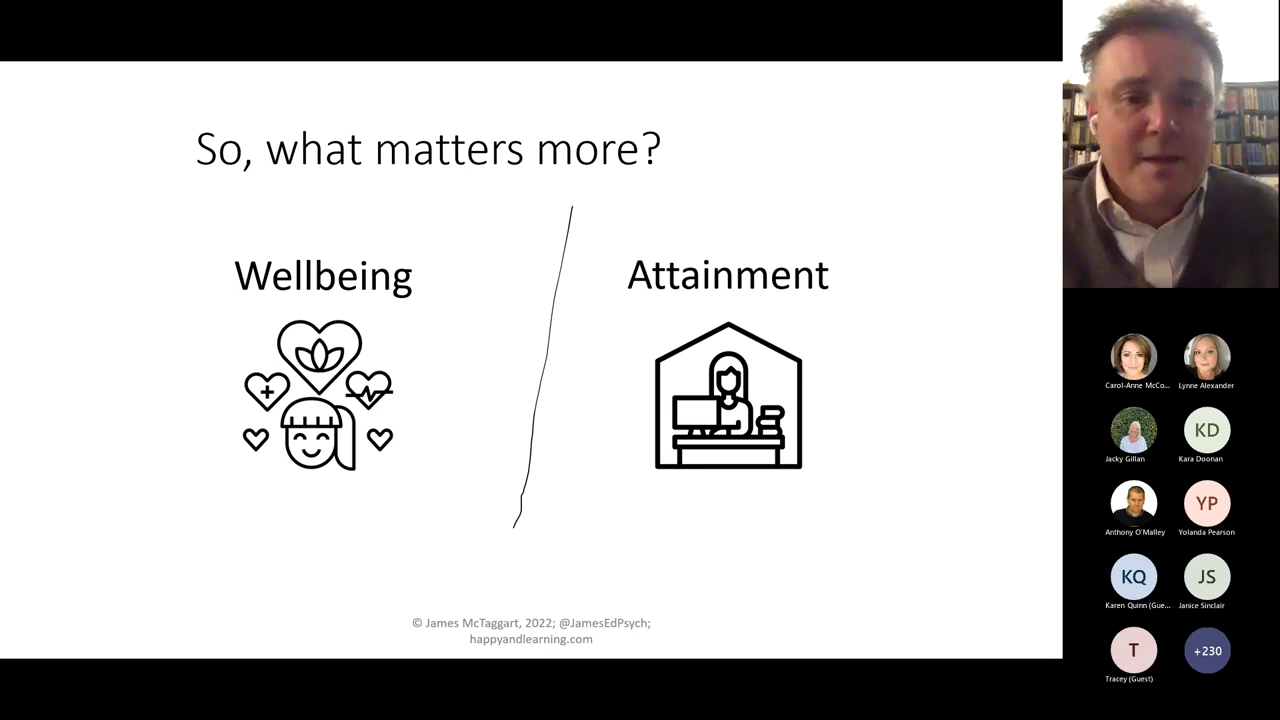 So, what matters more?
Wellbeing
Attainment
© James McTaggart, 2022; @JamesEdPsych;
happyandlearning.com
Carol-Anne McCo...
Lynne Alexander
Jacky Gillan
KD
Kara Doonan
Anthony O'Malley
YP
Yolanda Pearson
KQ
Karen Quinn (Gue...
JS
Janice Sinclair
T
Tracey (Guest)
+230